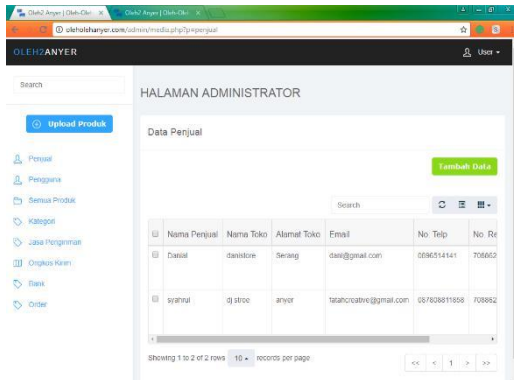 Oleh2 Anyer | Oleh-Ole
Oleh2 Anyer | Oleh-Ole
oleholehanyer.com/admin/media.php?p=penjual
OLEH2ANYER
User
Search
HALAMAN ADMINISTRATOR
Upload Produk
Data Penjual
Penjual
Pengguna
Semua Produk
Kategori
Jasa Pengiriman
Ongkos Kirim
Bank
Order
Tambah Data
Search
Nama Penjual Nama Toko Alamat Toko Email No. Telp No. Re
Danial danistore Serang dani@gmail.com 0896514141 708862
syahrul dj stree anyer fatahcreative@gmail.com 087808811858 708862
Showing 1 to 2 of 2 rows 10 records per page
<< < 1 > >>